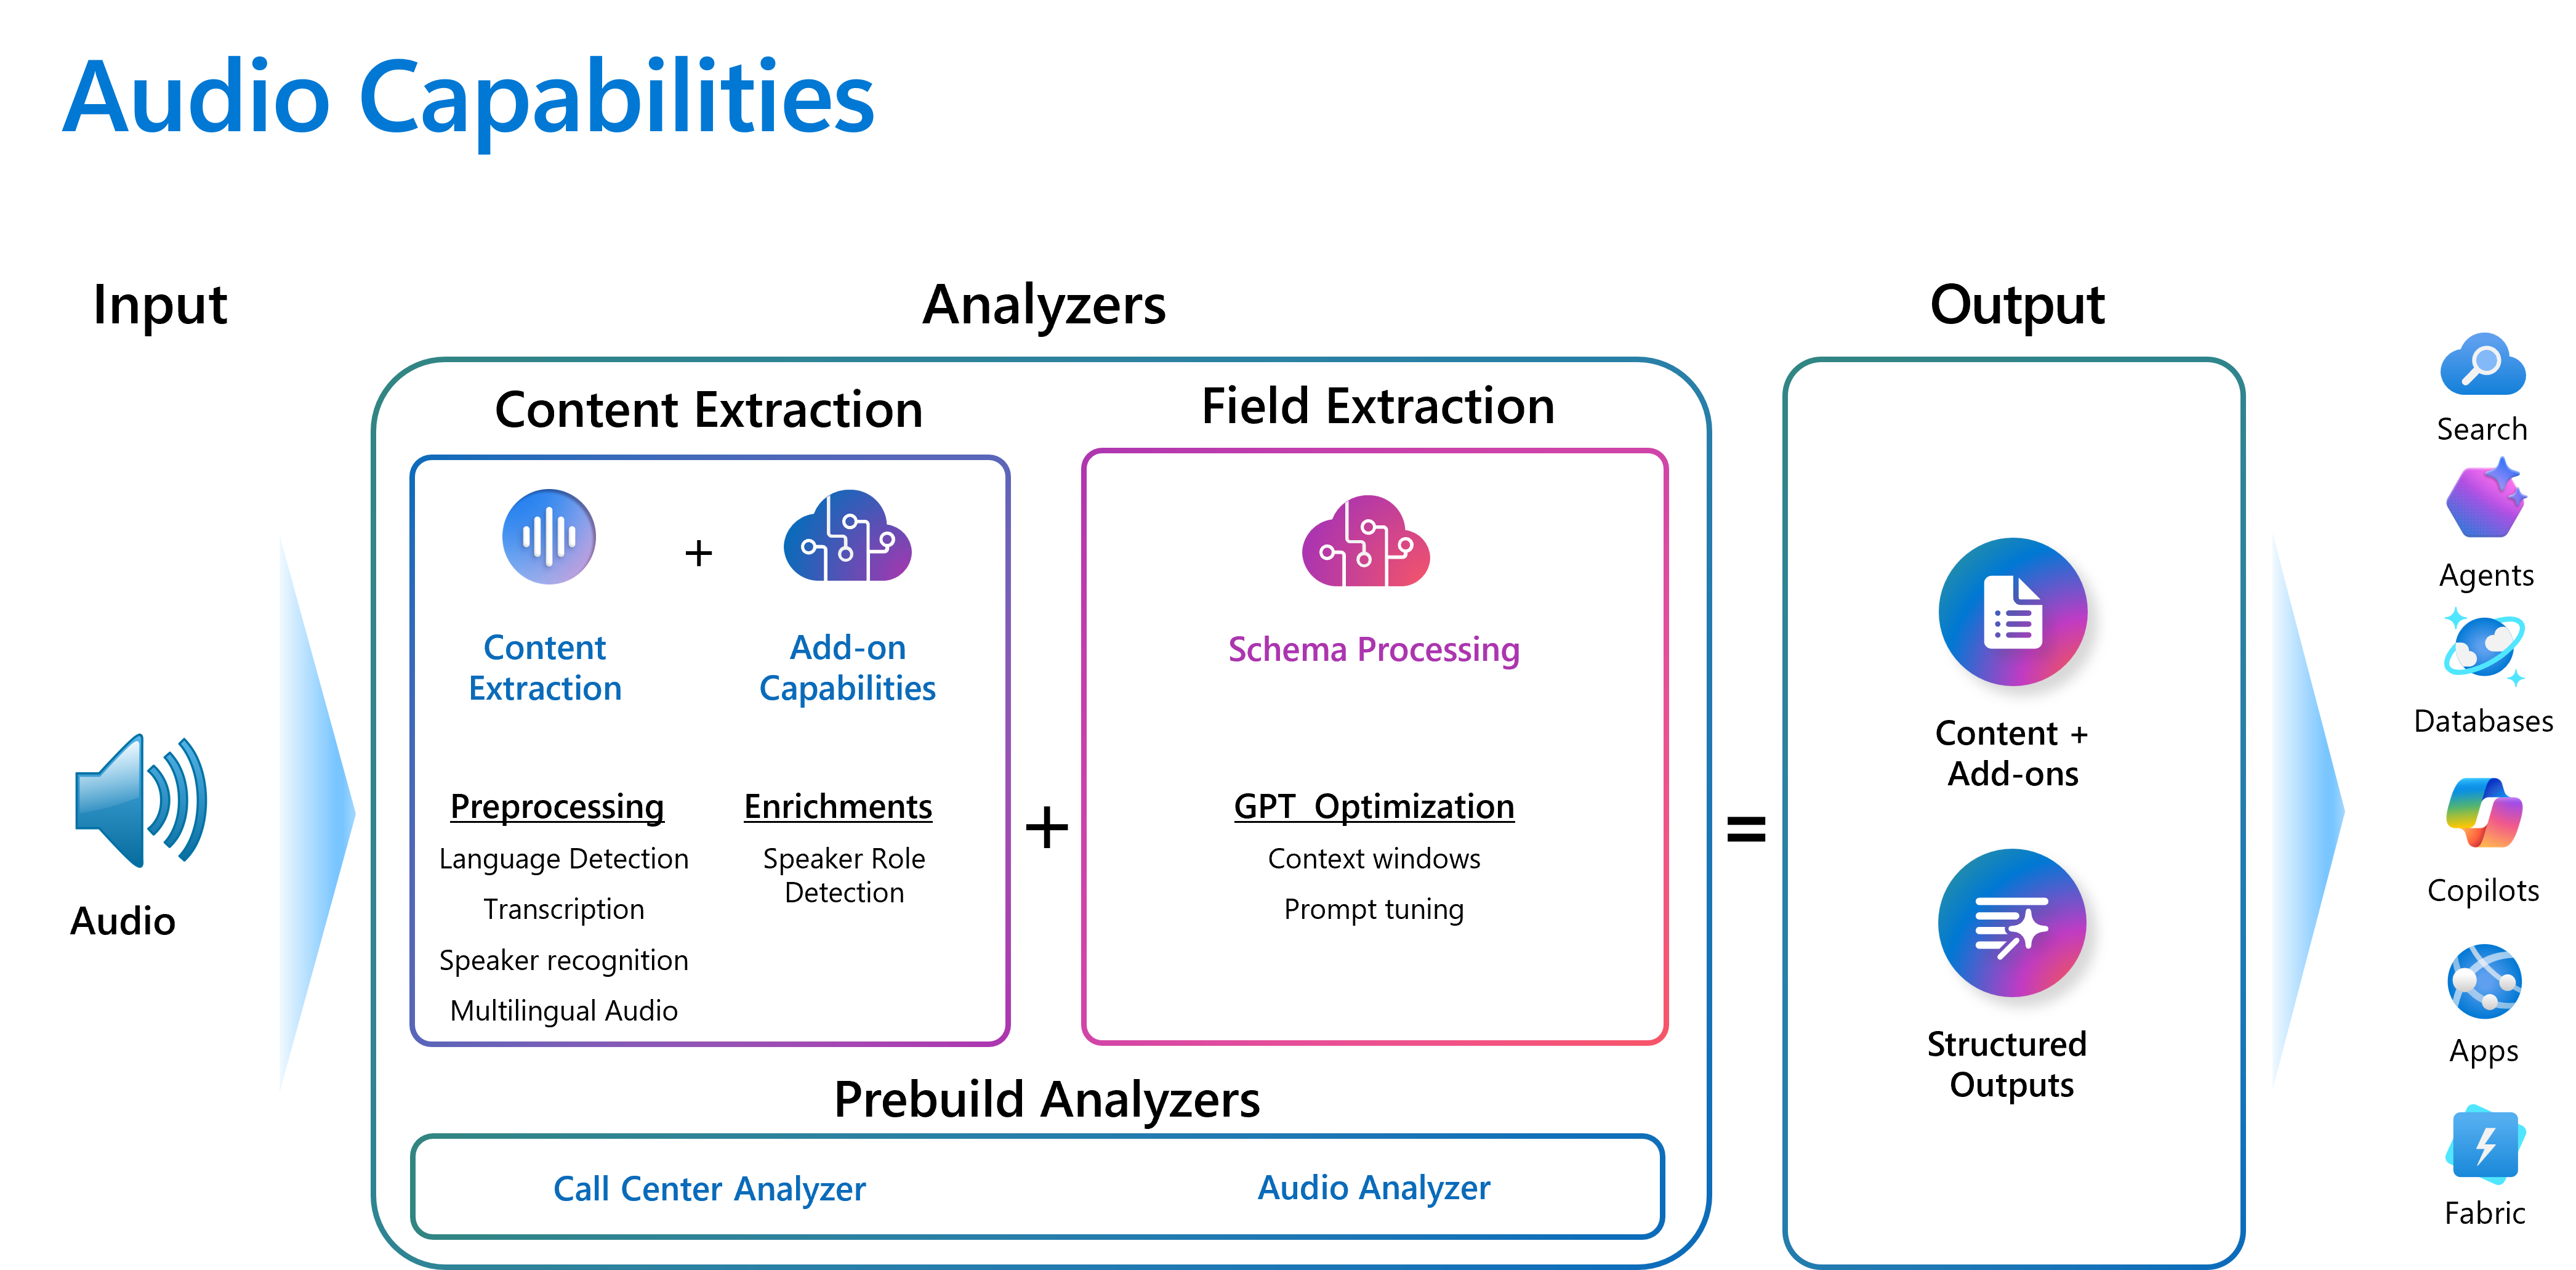 Audio Capabilities
Input
Analyzers
Output
Content Extraction
Field Extraction
+
Content
Extraction
Add-on
Capabilities
Schema Processing
Preprocessing
Language Detection
Transcription
Speaker recognition
Multilingual Audio
Enrichments
Speaker Role
Detection
+
GPT  Optimization
Context windows
Prompt tuning
Prebuild Analyzers
Call Center Analyzer
Audio Analyzer
Audio
=
Content +
Add-ons
Structured
Outputs
Search
Agents
Databases
Copilots
Apps
Fabric